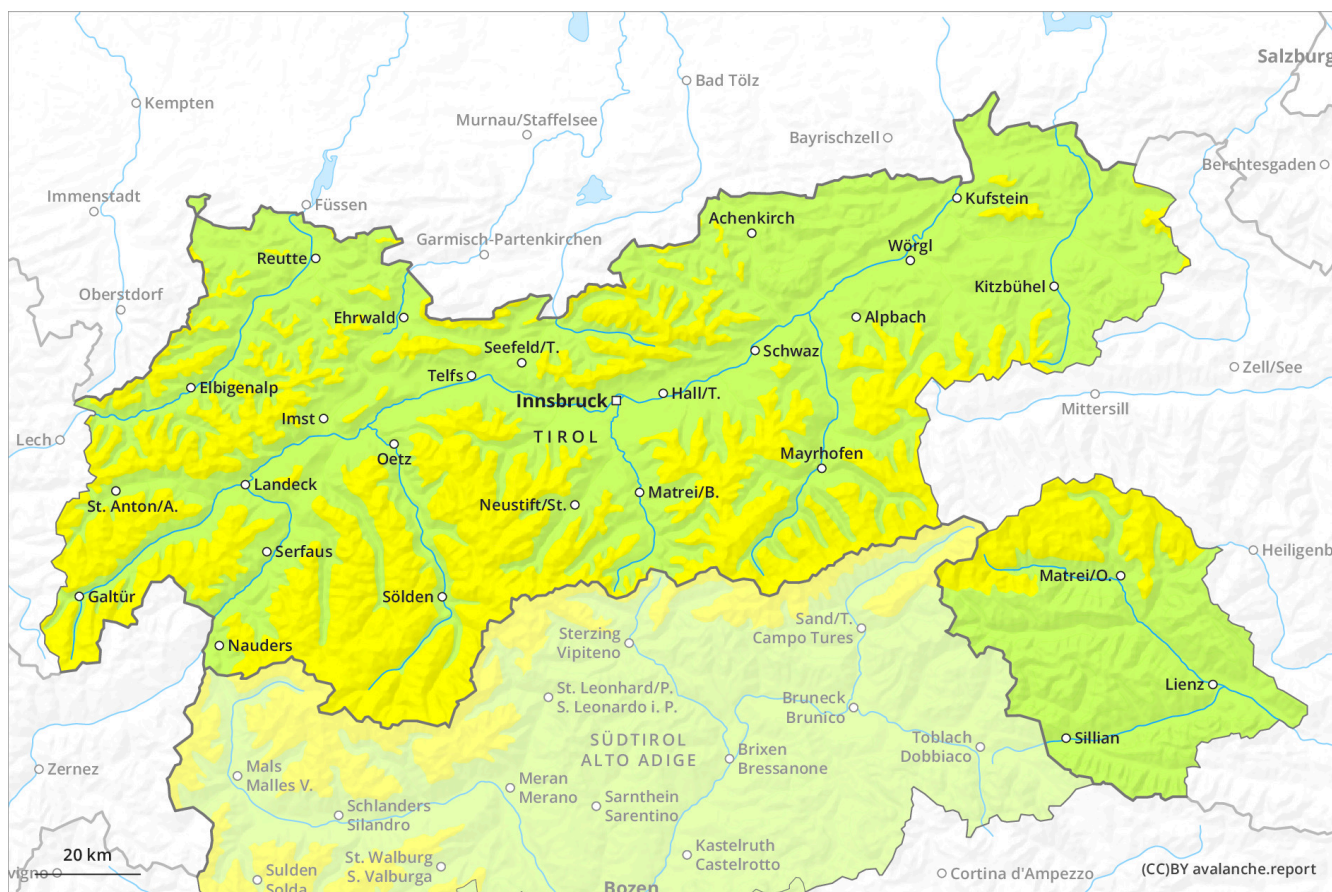 Salzburg
Bad Tölz
Kempten
Murnau/Staffelsee
Bayrischzell
Berchtesgaden
Immenstadt
Füssen
Kufstein
Achenkirch
Garmisch-Partenkirchen
Wörgl
Reutte
Kitzbühel
Oberstdorf
Ehrwald
Alpbach
Seefeld/T.
Schwaz
Zell/See
Telfs
Elbigenalp
Hall/T.
Innsbruck
Mittersill
Imst
Lech
TIROL
Oetz
Mayrhofen
Landeck
Matrei/B.
St. Anton/A.
Neustift/St.
Serfaus
Heiligenb
Matrei/O.
Galtür
Sölden
Sand/T.
Campo Tures
Sterzing
Vipiteno
Nauders
Lienz
St. Leonhard/P.
S. Leonardo i. P.
Bruneck
Brunico
SÜDTIROL
ALTO ADIGE
Toblach
Dobbiaco
Sillian
Brixen
Bressanone
Zernez
Mals
Malles V.
Meran
Merano
Schlanders
Silandro
Sarnthein
Sarentino
Kastelruth
Castelrotto
20 km
St. Walburg
S. Valburga
vigno
Sulden
Solda
Cortina d'Ampezzo
(CC)BY avalanche.report
Bozen